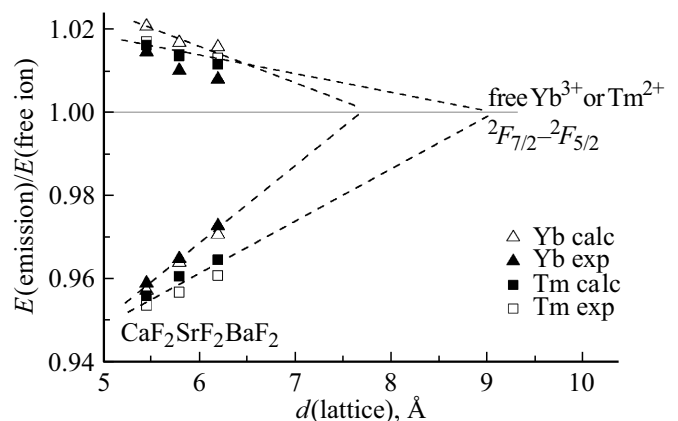 E(emission)/E(free ion)
1.02
1.00
0.98
0.96
0.94
free Yb³⁺ or Tm²⁺
²F₇/₂–²F₅/₂
Yb calc
Yb exp
Tm calc
Tm exp
CaF₂SrF₂BaF₂
5 6 7 8 9 10
d(lattice), Å